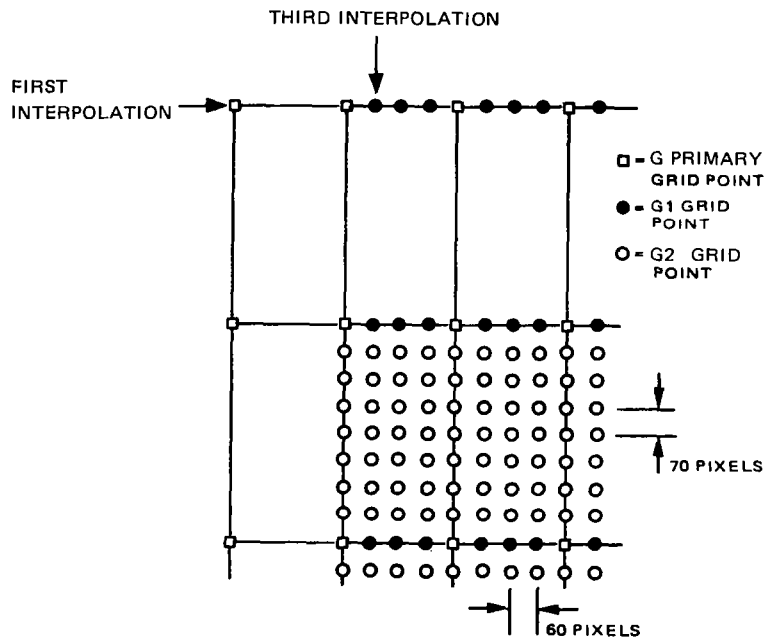 THIRD INTERPOLATION
FIRST
INTERPOLATION
= G PRIMARY
GRID POINT
= G1 GRID
POINT
= G2 GRID
POINT
70 PIXELS
60 PIXELS